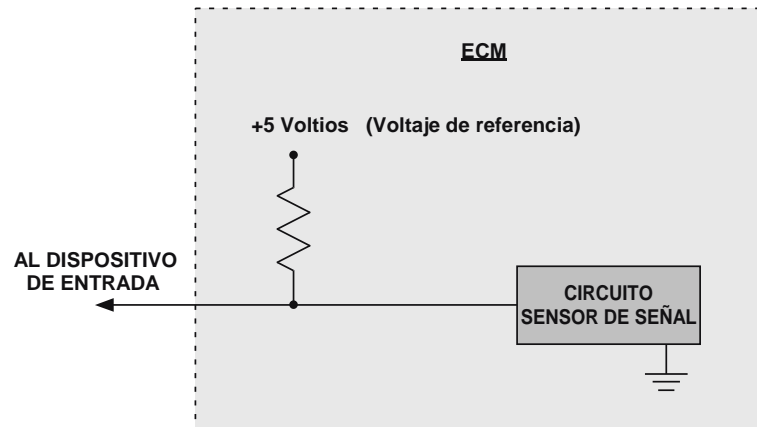 ECM
+5 Voltios (Voltaje de referencia)
AL DISPOSITIVO
DE ENTRADA
CIRCUITO
SENSOR DE SEÑAL